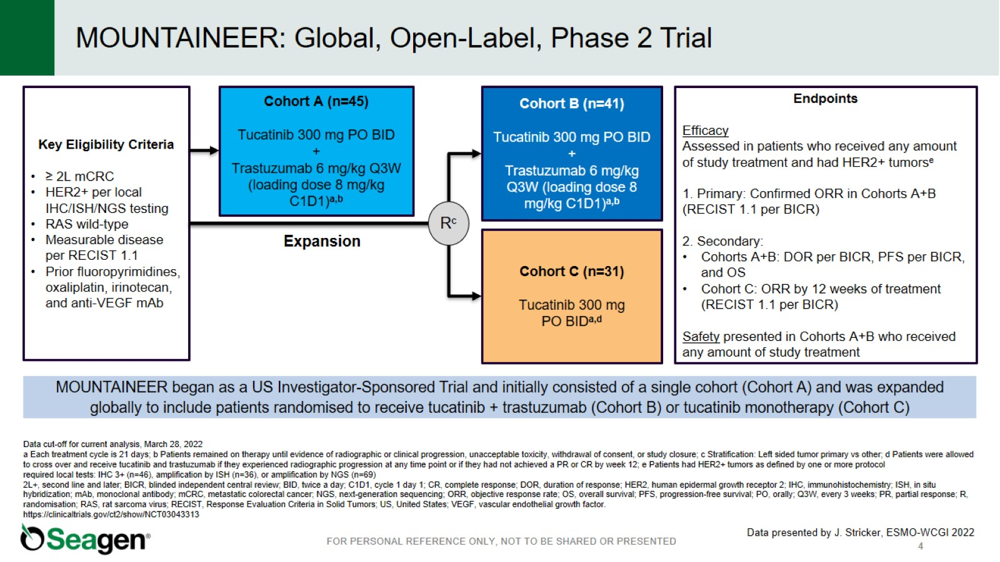 MOUNTAINEER: Global, Open-Label, Phase 2 Trial
Key Eligibility Criteria
• ≥ 2L mCRC
• HER2+ per local
IHC/ISH/NGS testing
• RAS wild-type
• Measurable disease
per RECIST 1.1
• Prior fluoropyrimidines,
oxaliplatin, irinotecan,
and anti-VEGF mAb
Cohort A (n=45)
Tucatinib 300 mg PO BID
+
Trastuzumab 6 mg/kg Q3W
(loading dose 8 mg/kg
C1D1)a,b
Expansion
Rc
Cohort B (n=41)
Tucatinib 300 mg PO BID
+
Trastuzumab 6 mg/kg
Q3W (loading dose 8
mg/kg C1D1)a,b
Cohort C (n=31)
Tucatinib 300 mg
PO BIDa,d
Endpoints
Efficacy
Assessed in patients who received any amount
of study treatment and had HER2+ tumorse
1. Primary: Confirmed ORR in Cohorts A+B
(RECIST 1.1 per BICR)
2. Secondary:
• Cohorts A+B: DOR per BICR, PFS per BICR,
and OS
• Cohort C: ORR by 12 weeks of treatment
(RECIST 1.1 per BICR)
Safety presented in Cohorts A+B who received
any amount of study treatment
MOUNTAINEER began as a US Investigator-Sponsored Trial and initially consisted of a single cohort (Cohort A) and was expanded
globally to include patients randomised to receive tucatinib + trastuzumab (Cohort B) or tucatinib monotherapy (Cohort C)
Data cut-off for current analysis, March 28, 2022
a Each treatment cycle is 21 days; b Patients remained on therapy until evidence of radiographic or clinical progression, unacceptable toxicity, withdrawal of consent, or study closure; c Stratification: Left sided tumor primary vs other; d Patients were allowed
to cross over and receive tucatinib and trastuzumab if they experienced radiographic progression at any time point or if they had not achieved a PR or CR by week 12; e Patients had HER2+ tumors as defined by one or more protocol
required local tests: IHC 3+ (n=46), amplification by ISH (n=36), or amplification by NGS (n=69)
2L+, second line and later; BICR, blinded independent central review; BID, twice a day; C1D1, cycle 1 day 1; CR, complete response; DOR, duration of response; HER2, human epidermal growth receptor 2; IHC, immunohistochemistry; ISH, in situ
hybridization; mAb, monoclonal antibody; mCRC, metastatic colorectal cancer; NGS, next-generation sequencing; ORR, objective response rate; OS, overall survival; PFS, progression-free survival; PO, orally; Q3W, every 3 weeks; PR, partial response; R,
randomisation; RAS, rat sarcoma virus; RECIST, Response Evaluation Criteria in Solid Tumors; US, United States; VEGF, vascular endothelial growth factor.
https://clinicaltrials.gov/ct2/show/NCT03043313
Seagen®
FOR PERSONAL REFERENCE ONLY, NOT TO BE SHARED OR PRESENTED
Data presented by J. Stricker, ESMO-WCGI 2022
4